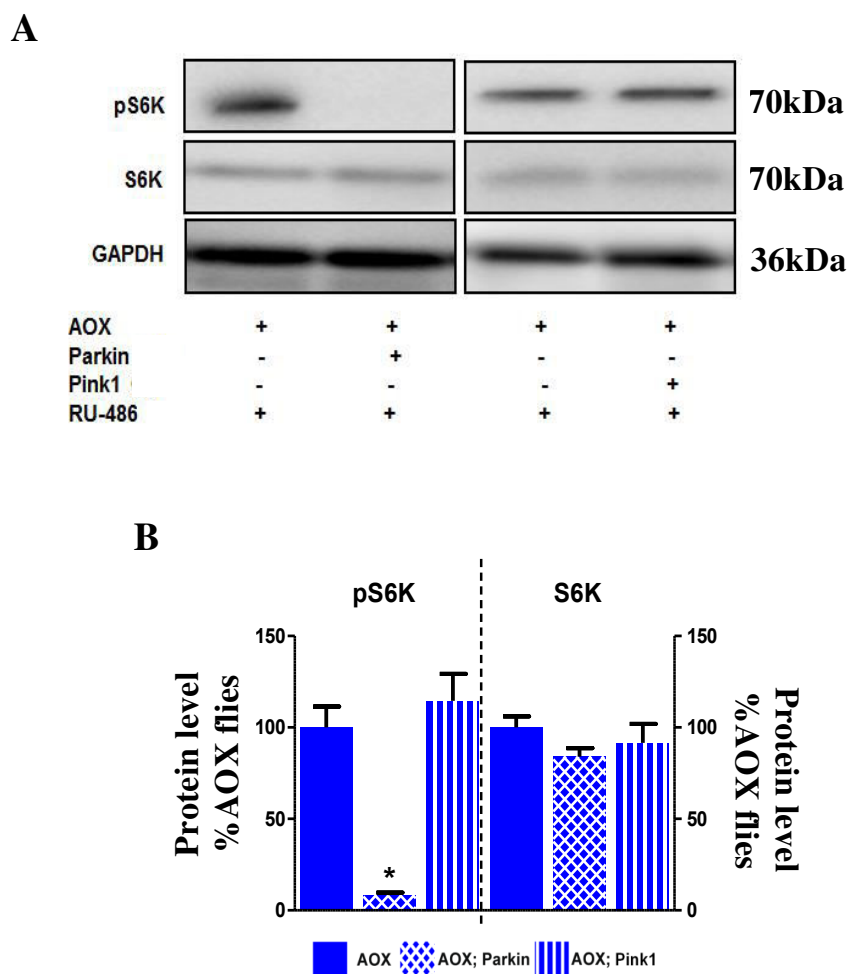 A
pS6K
70kDa
S6K
70kDa
GAPDH
36kDa
AOX + + + +
Parkin - + - -
Pink1 - - - +
RU-486 + + + +
B
pS6K
S6K
Protein level
%AOX flies
150
100
50
0
*
150
100
50
0
Protein level
%AOX flies
AOX AOX; Parkin AOX; Pink1